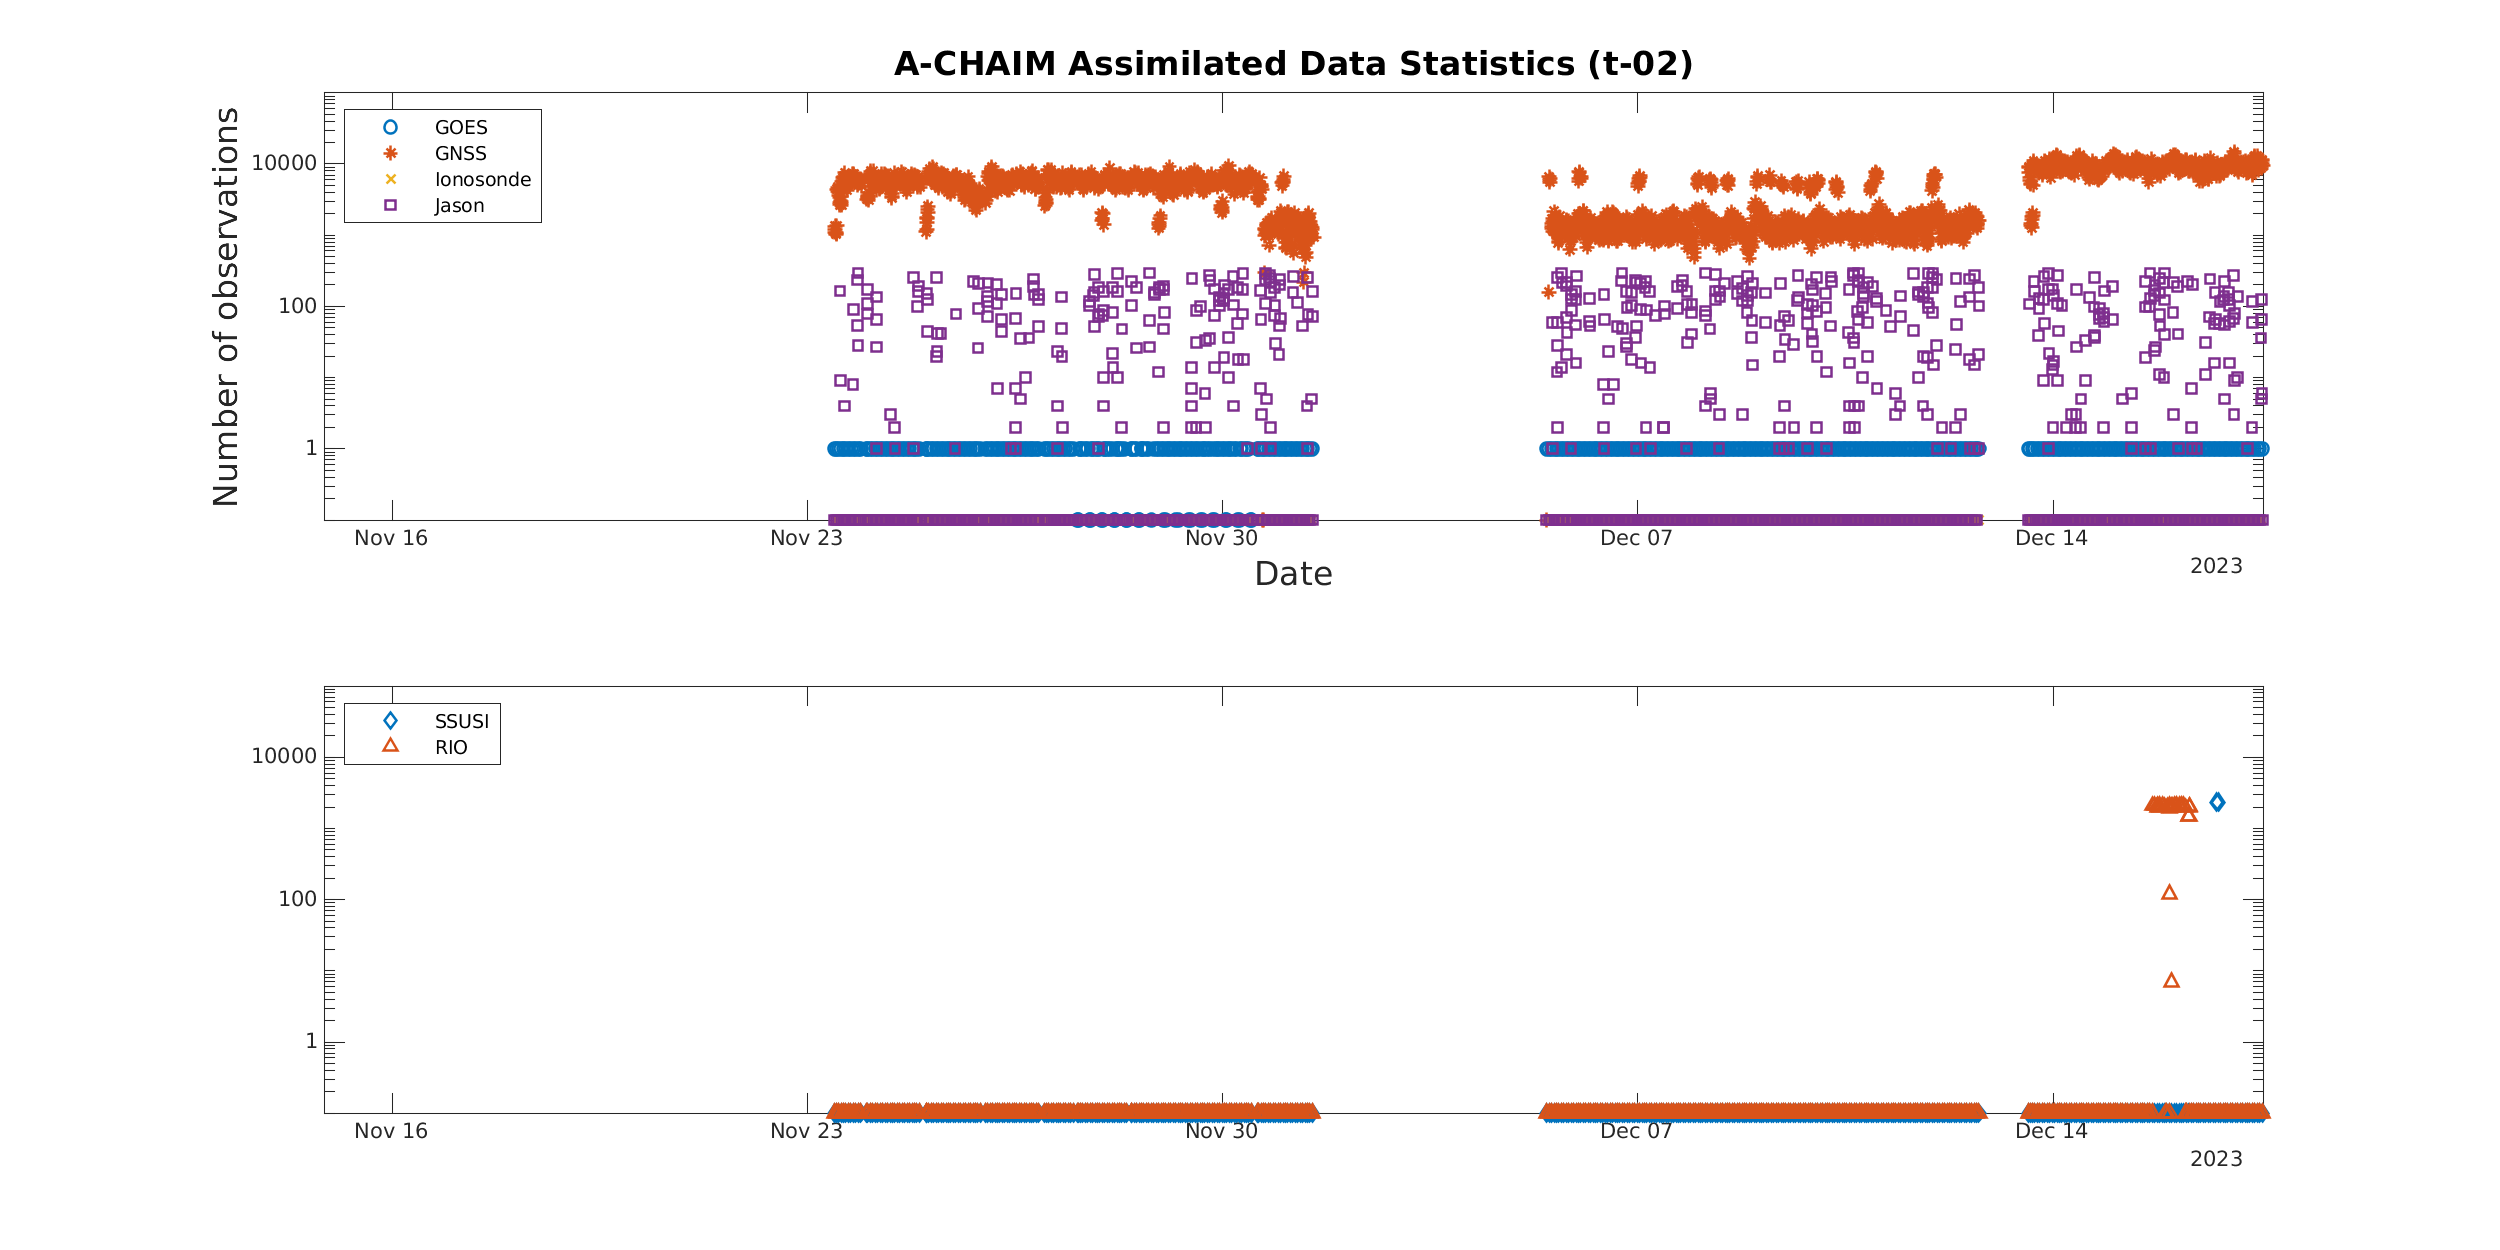 A-CHAIM Assimilated Data Statistics (t-02)
Number of observations
10000
100
1
GOES
GNSS
Ionosonde
Jason
Nov 16
Nov 23
Nov 30
Dec 07
Dec 14
2023
Date
10000
100
1
SSUSI
RIO
Nov 16
Nov 23
Nov 30
Dec 07
Dec 14
2023